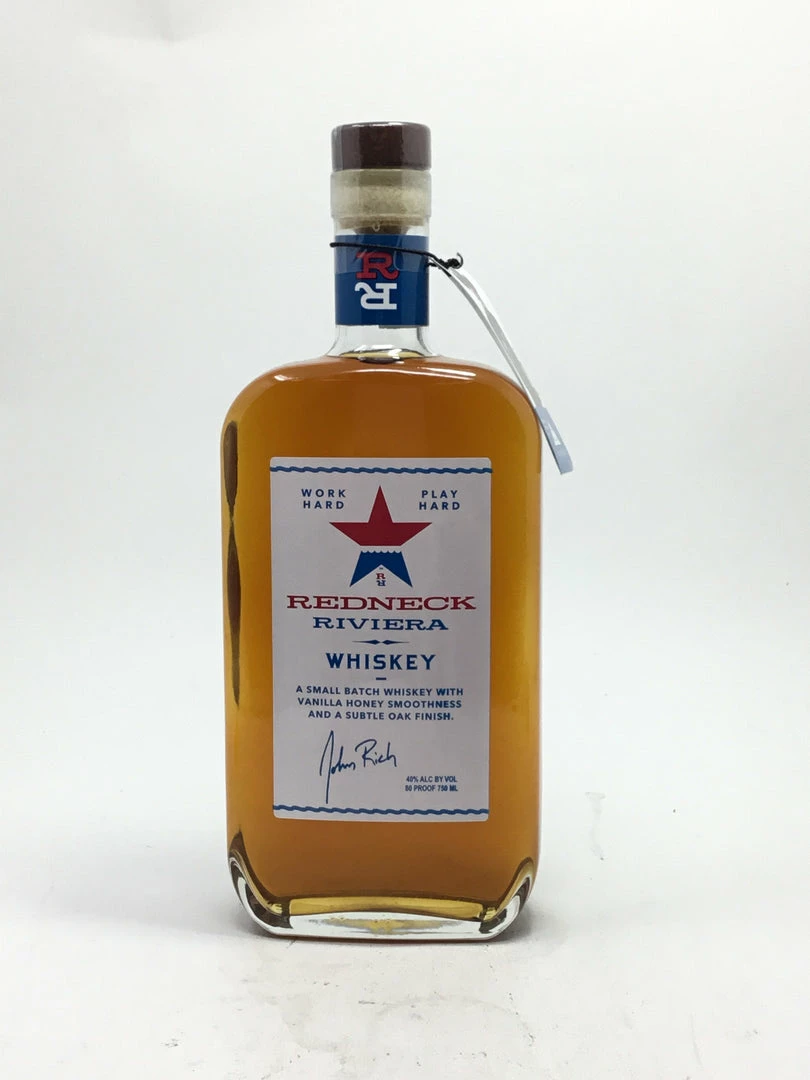 R
R
WORK
HARD
PLAY
HARD
R
R
REDNECK
RIVIERA
WHISKEY
A SMALL BATCH WHISKEY WITH
VANILLA HONEY SMOOTHNESS
AND A SUBTLE OAK FINISH.
John Rich
40% ALC BY VOL
80 PROOF 750 ML